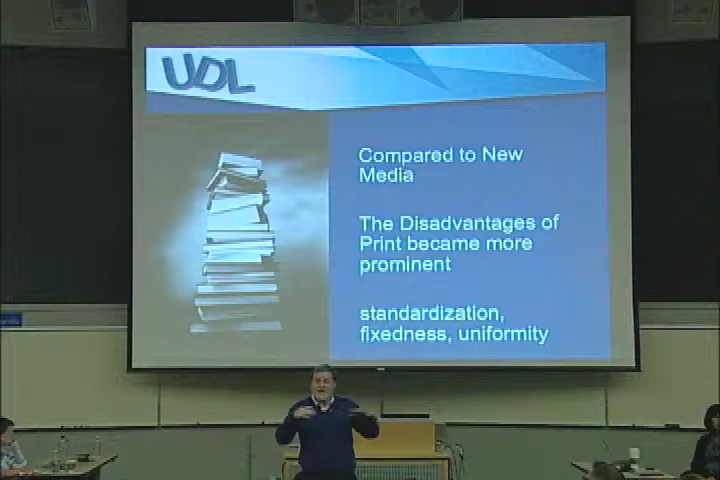 UDL
Compared to New
Media
The Disadvantages of
Print became more
prominent
standardization,
fixedness, uniformity